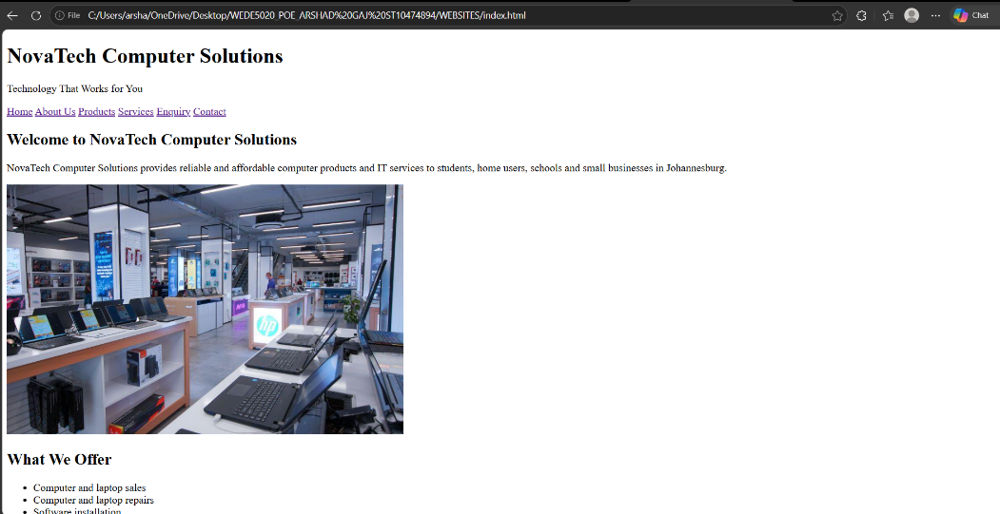 File C:/Users/arsha/OneDrive/Desktop/WEDE5020_POE_ARSHAD%20GAJ%20ST10474894/WEBSITES/index.html Chat
NovaTech Computer Solutions
Technology That Works for You
Home About Us Products Services Enquiry Contact
Welcome to NovaTech Computer Solutions
NovaTech Computer Solutions provides reliable and affordable computer products and IT services to students, home users, schools and small businesses in Johannesburg.
hp
What We Offer
• Computer and laptop sales
• Computer and laptop repairs
• Software installation